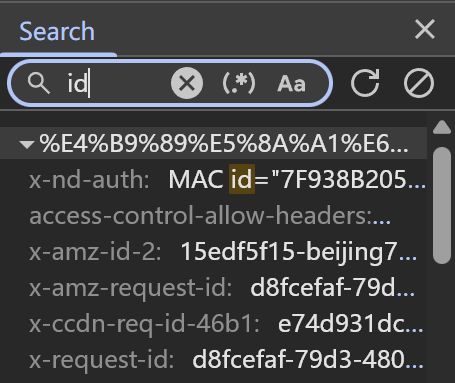 Search
id
(.*) Aa
%E4%B9%89%E5%8A%A1%E6...
x-nd-auth: MAC id="7F938B205...
access-control-allow-headers:...
x-amz-id-2: 15edf5f15-beijing7...
x-amz-request-id: d8fcefaf-79d...
x-ccdn-req-id-46b1: e74d931dc...
x-request-id: d8fcefaf-79d3-480...